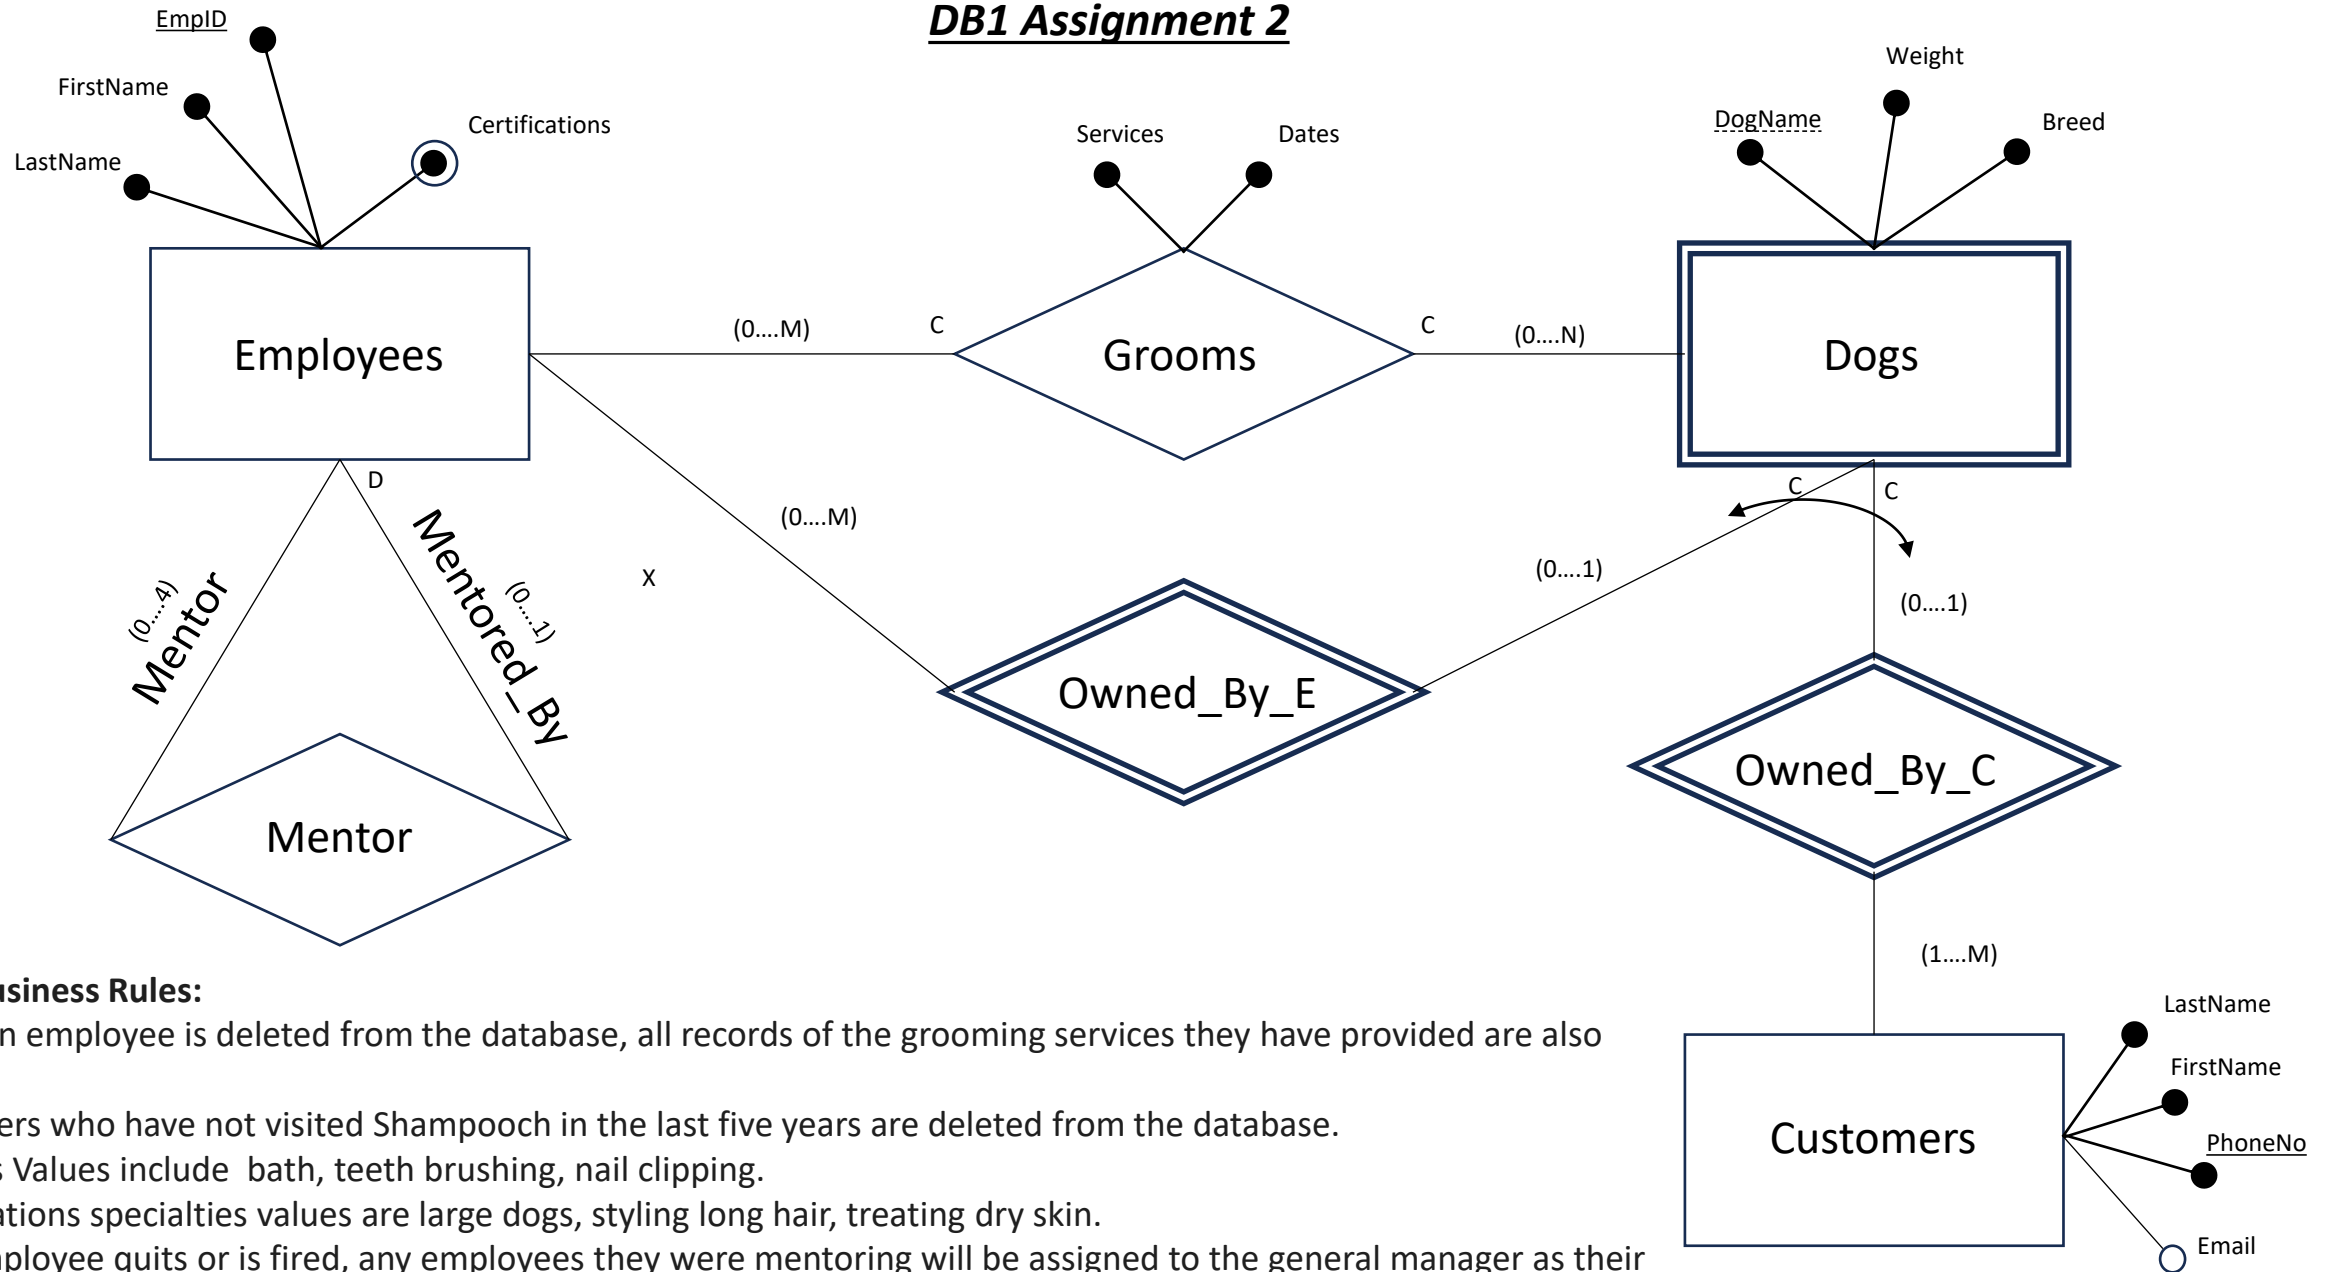 DB1 Assignment 2
EmpID
FirstName
LastName
Certifications
Services
Dates
Weight
DogName
Breed
Employees
(0....M)
C
Grooms
C
(0....N)
Dogs
D
Mentored_By
(0....1)
(0....4)
Mentor
X
(0....M)
C
C
(0....1)
(0....1)
Owned_By_E
Owned_By_C
Mentor
(1....M)
usiness Rules:
n employee is deleted from the database, all records of the grooming services they have provided are also
ers who have not visited Shampooch in the last five years are deleted from the database.
s Values include bath, teeth brushing, nail clipping.
ations specialties values are large dogs, styling long hair, treating dry skin.
ployee quits or is fired, any employees they were mentoring will be assigned to the general manager as their
LastName
FirstName
PhoneNo
Customers
Email